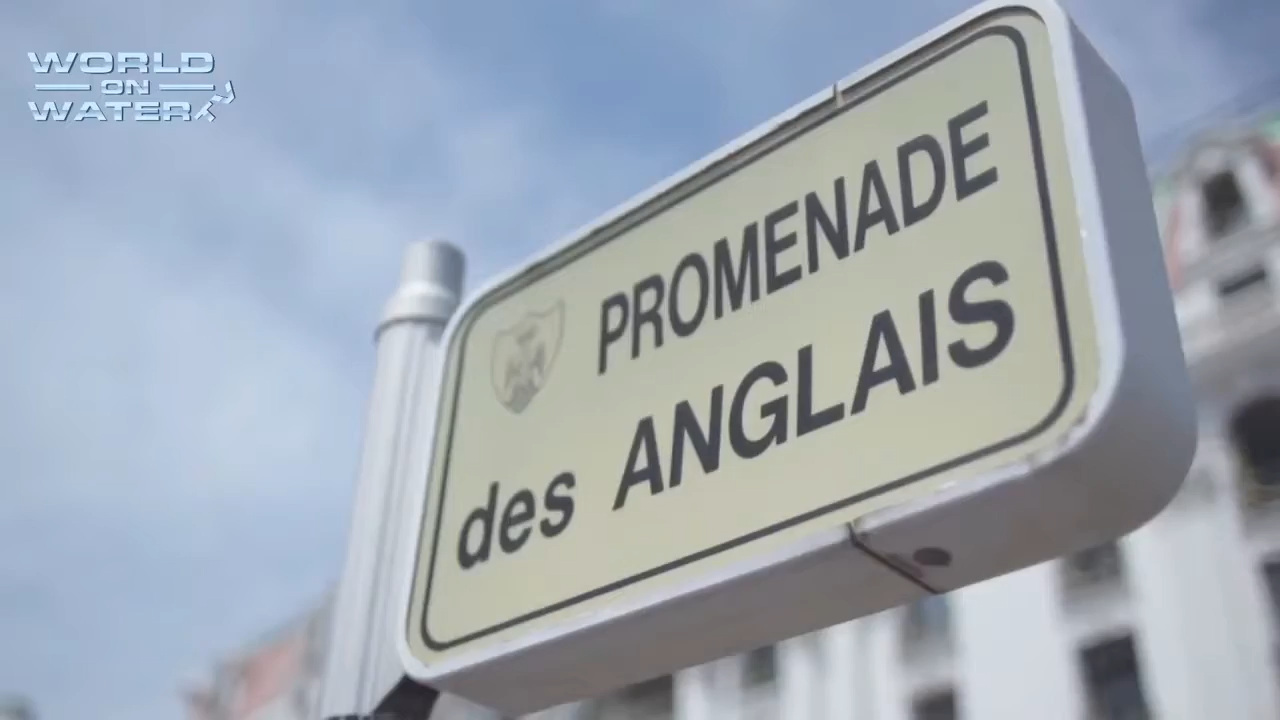 WORLD
ON
WATER
PROMENADE
des ANGLAIS